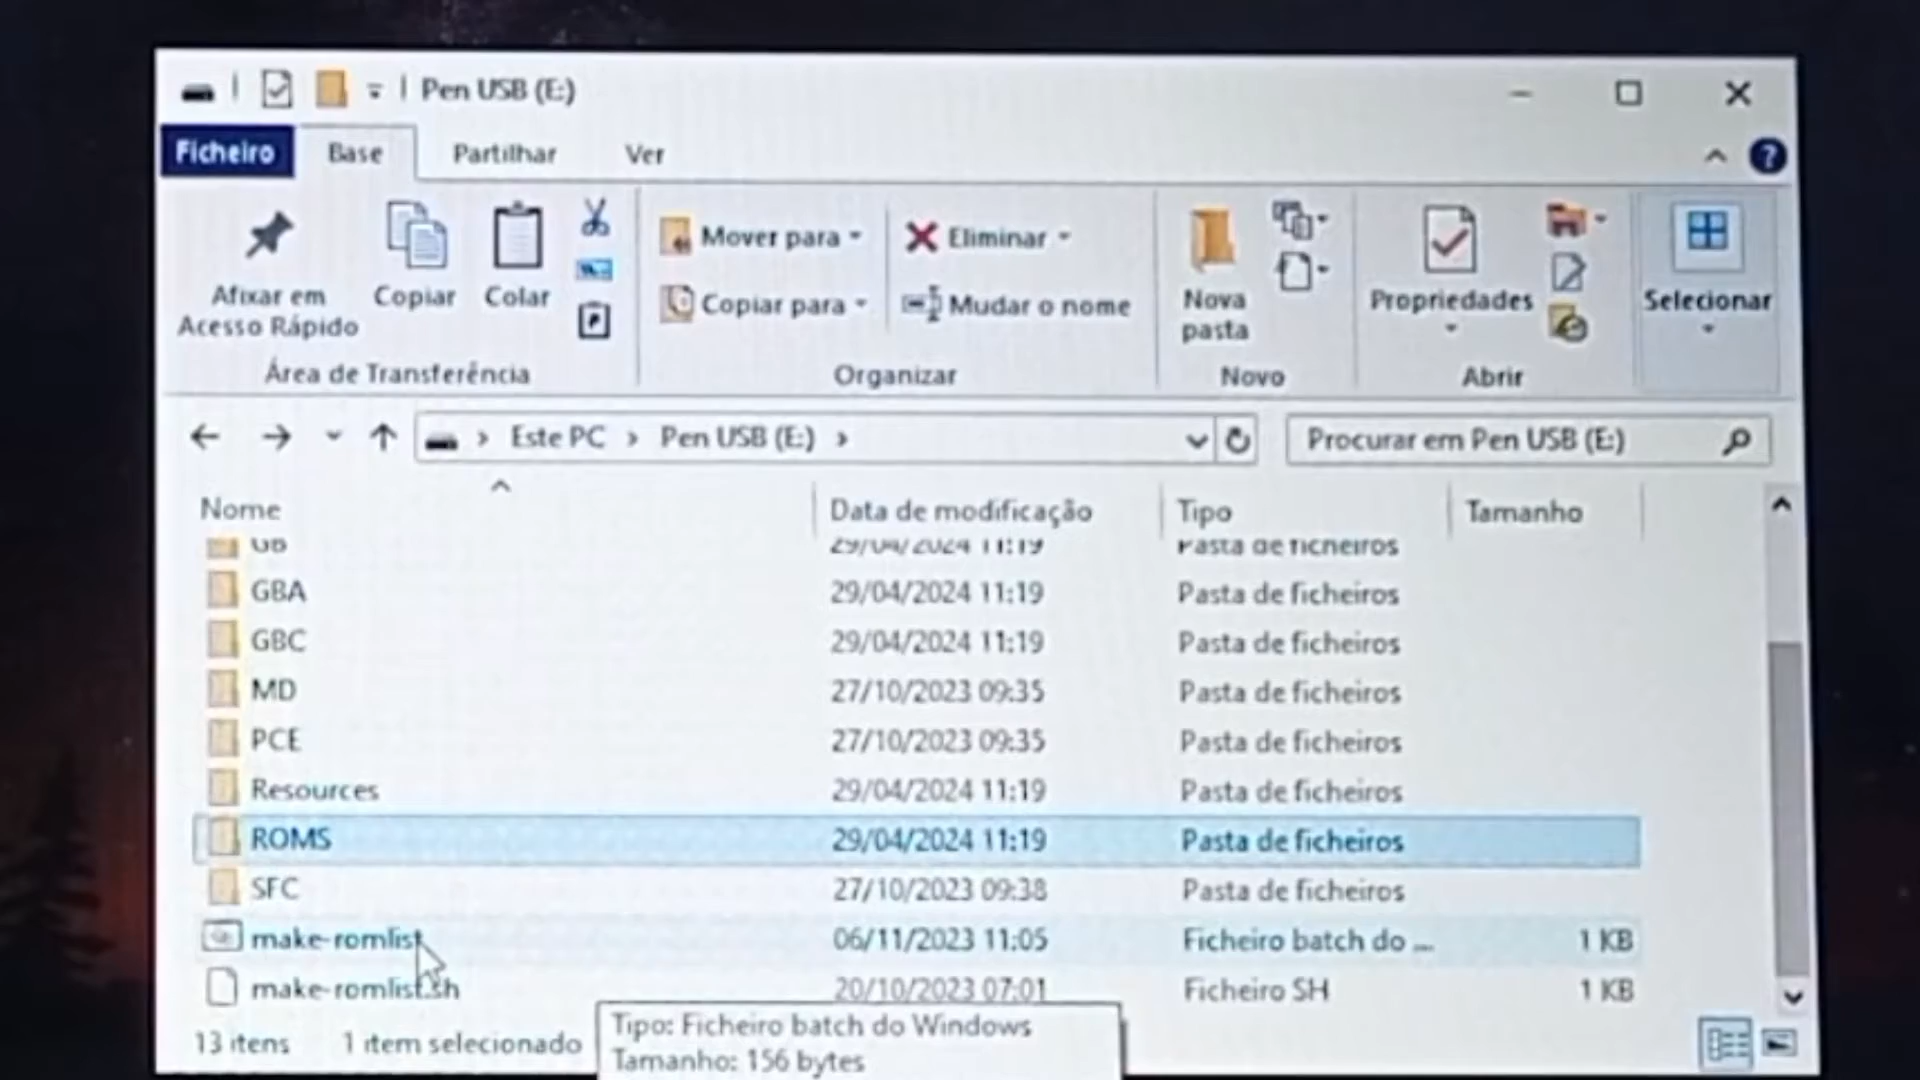 Pen USB (E:)
Ficheiro Base Partilhar Ver
Afixar em Acesso Rápido
Copiar
Colar
Mover para
Copiar para
Eliminar
Mudar o nome
Nova pasta
Propriedades
Selecionar
Área de Transferência
Organizar
Novo
Abrir
Este PC › Pen USB (E:) ›
Procurar em Pen USB (E:)
Nome Data de modificação Tipo Tamanho
GB 29/04/2024 11:19 Pasta de ficheiros
GBA 29/04/2024 11:19 Pasta de ficheiros
GBC 29/04/2024 11:19 Pasta de ficheiros
MD 27/10/2023 09:35 Pasta de ficheiros
PCE 27/10/2023 09:35 Pasta de ficheiros
Resources 29/04/2024 11:19 Pasta de ficheiros
ROMS 29/04/2024 11:19 Pasta de ficheiros
SFC 27/10/2023 09:38 Pasta de ficheiros
make-romlist 06/11/2023 11:05 Ficheiro batch do ... 1 KB
make-romlist.sh 20/10/2023 07:01 Ficheiro SH 1 KB
13 itens 1 item selecionado
Tipo: Ficheiro batch do Windows
Tamanho: 156 bytes